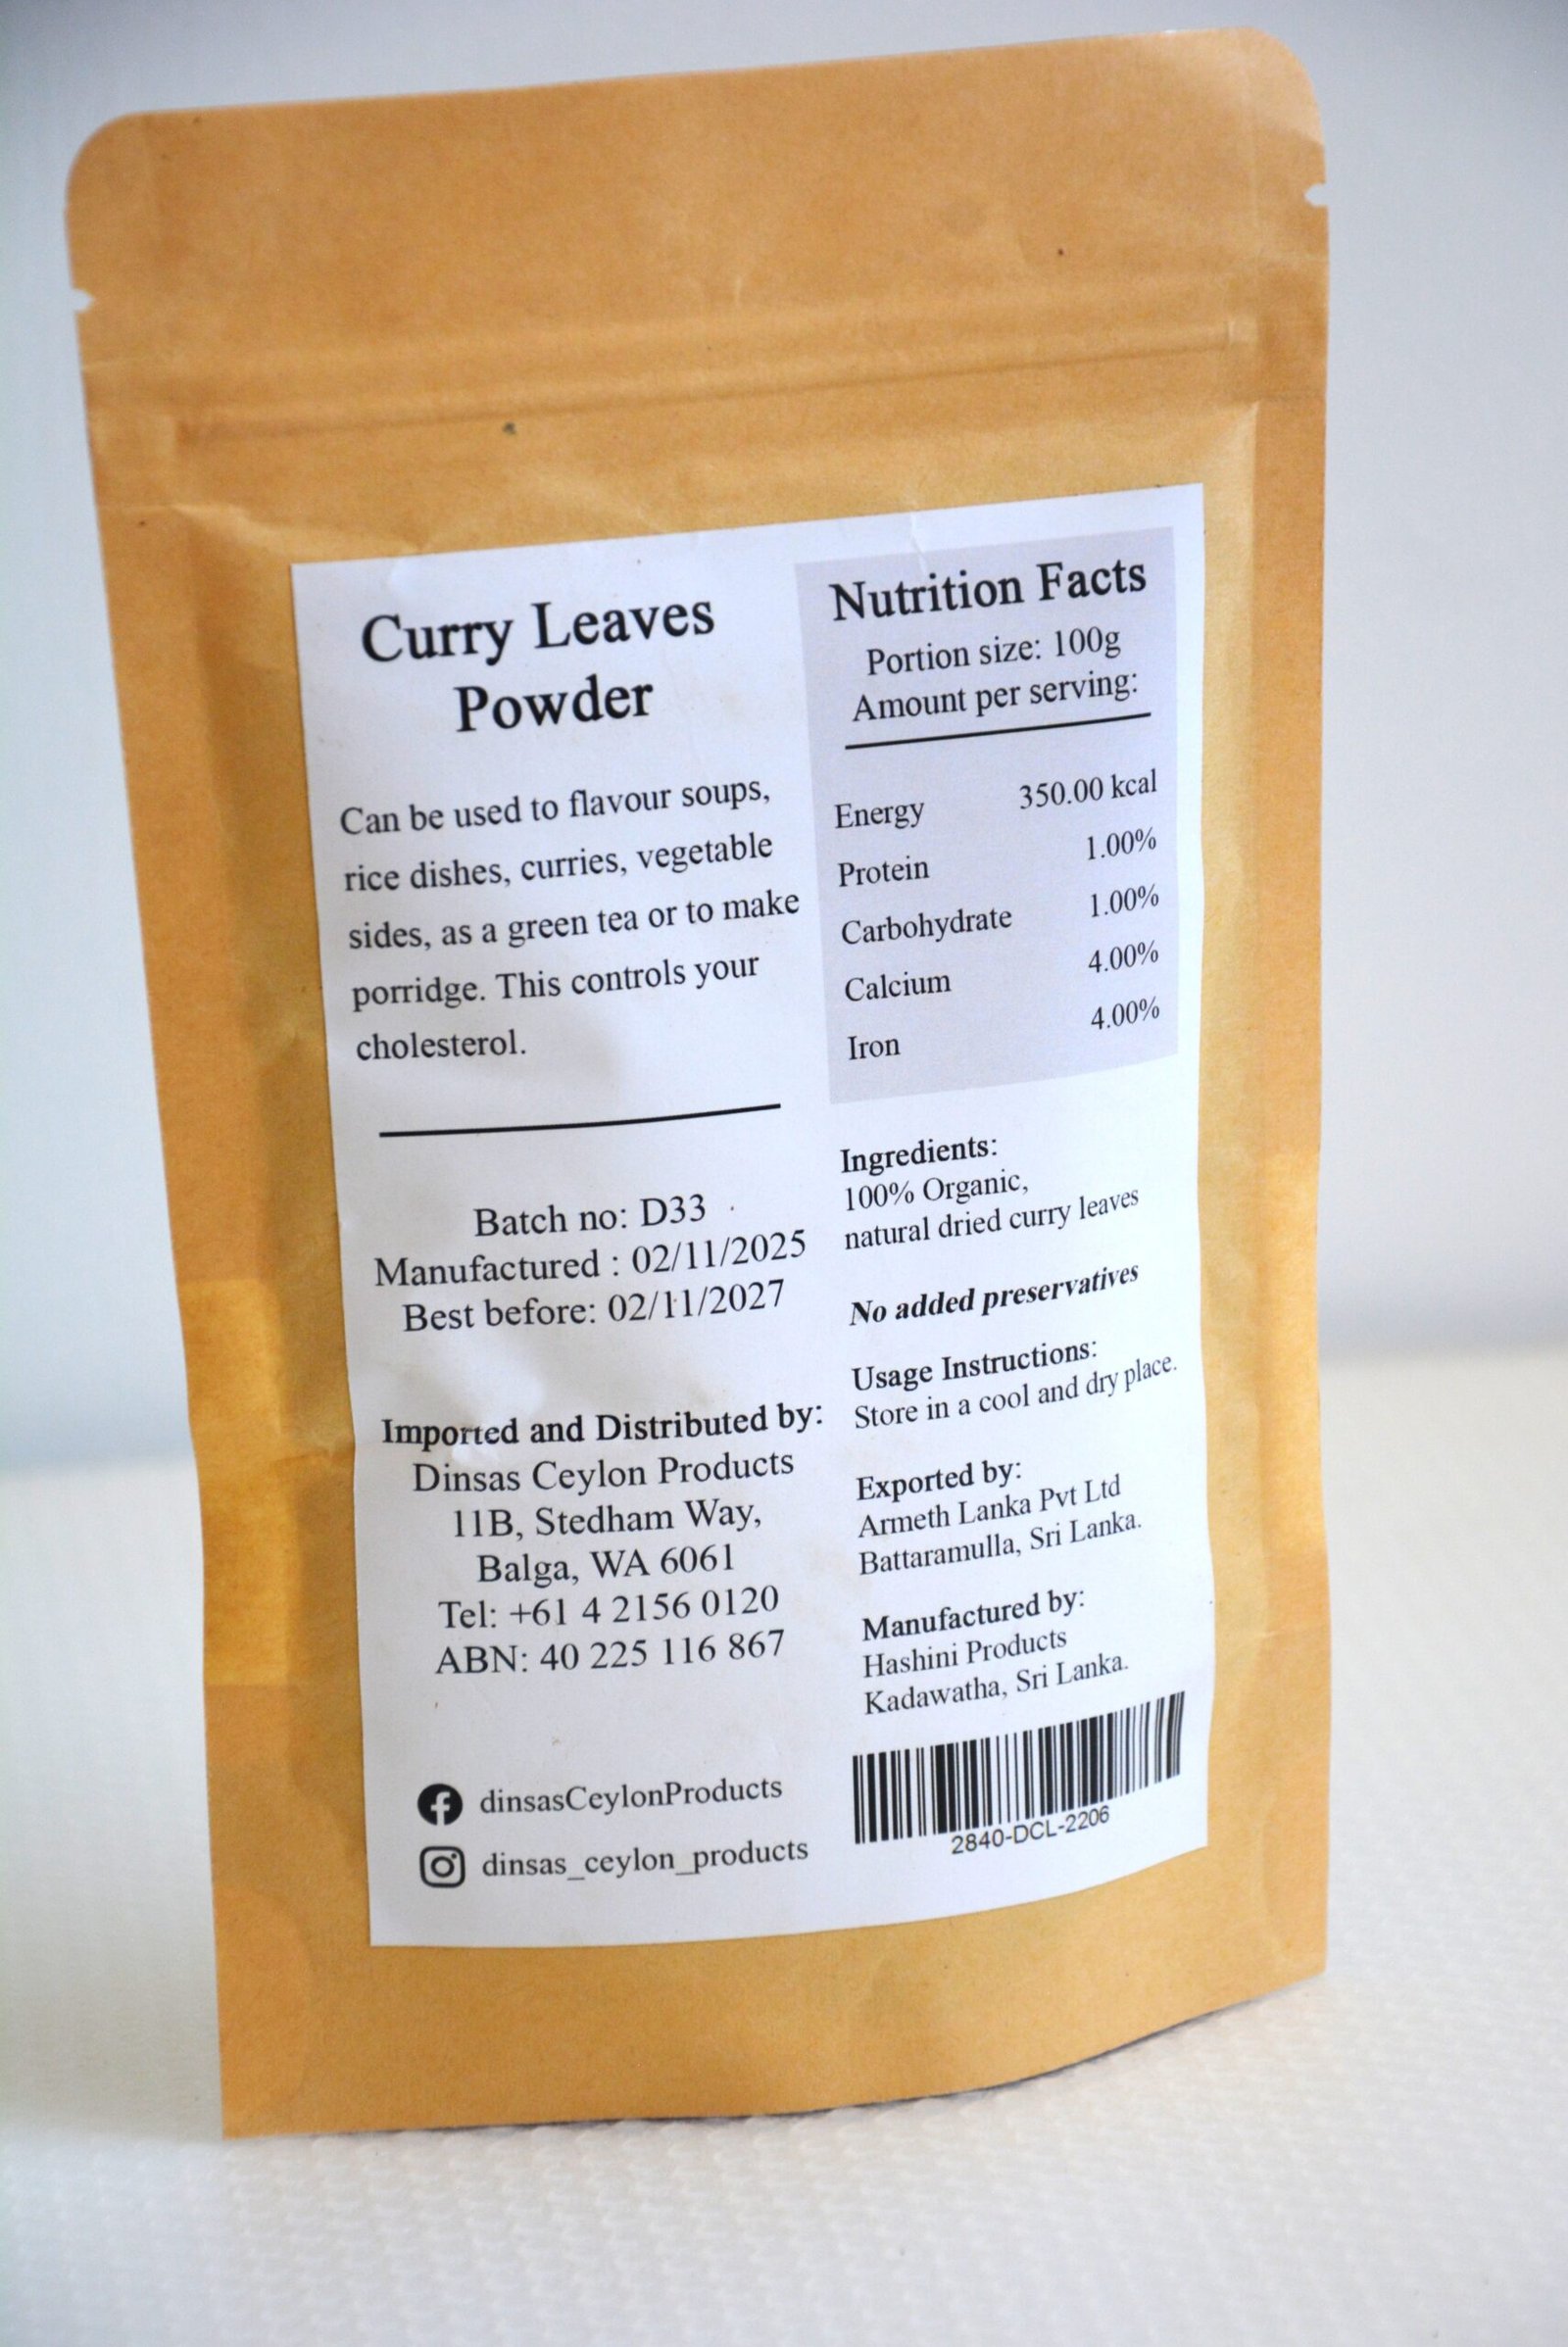 Curry Leaves
Powder
Can be used to flavour soups,
rice dishes, curries, vegetable
sides, as a green tea or to make
porridge. This controls your
cholesterol.
Batch no: D33
Manufactured : 02/11/2025
Best before: 02/11/2027
Imported and Distributed by:
Dinsas Ceylon Products
11B, Stedham Way,
Balga, WA 6061
Tel: +61 4 2156 0120
ABN: 40 225 116 867
dinsasCeylonProducts
dinsas_ceylon_products
Nutrition Facts
Portion size: 100g
Amount per serving:
Energy 350.00 kcal
Protein 1.00%
Carbohydrate 1.00%
Calcium 4.00%
Iron 4.00%
Ingredients:
100% Organic,
natural dried curry leaves
No added preservatives
Usage Instructions:
Store in a cool and dry place.
Exported by:
Armeth Lanka Pvt Ltd
Battaramulla, Sri Lanka.
Manufactured by:
Hashini Products
Kadawatha, Sri Lanka.
2840-DCL-2206